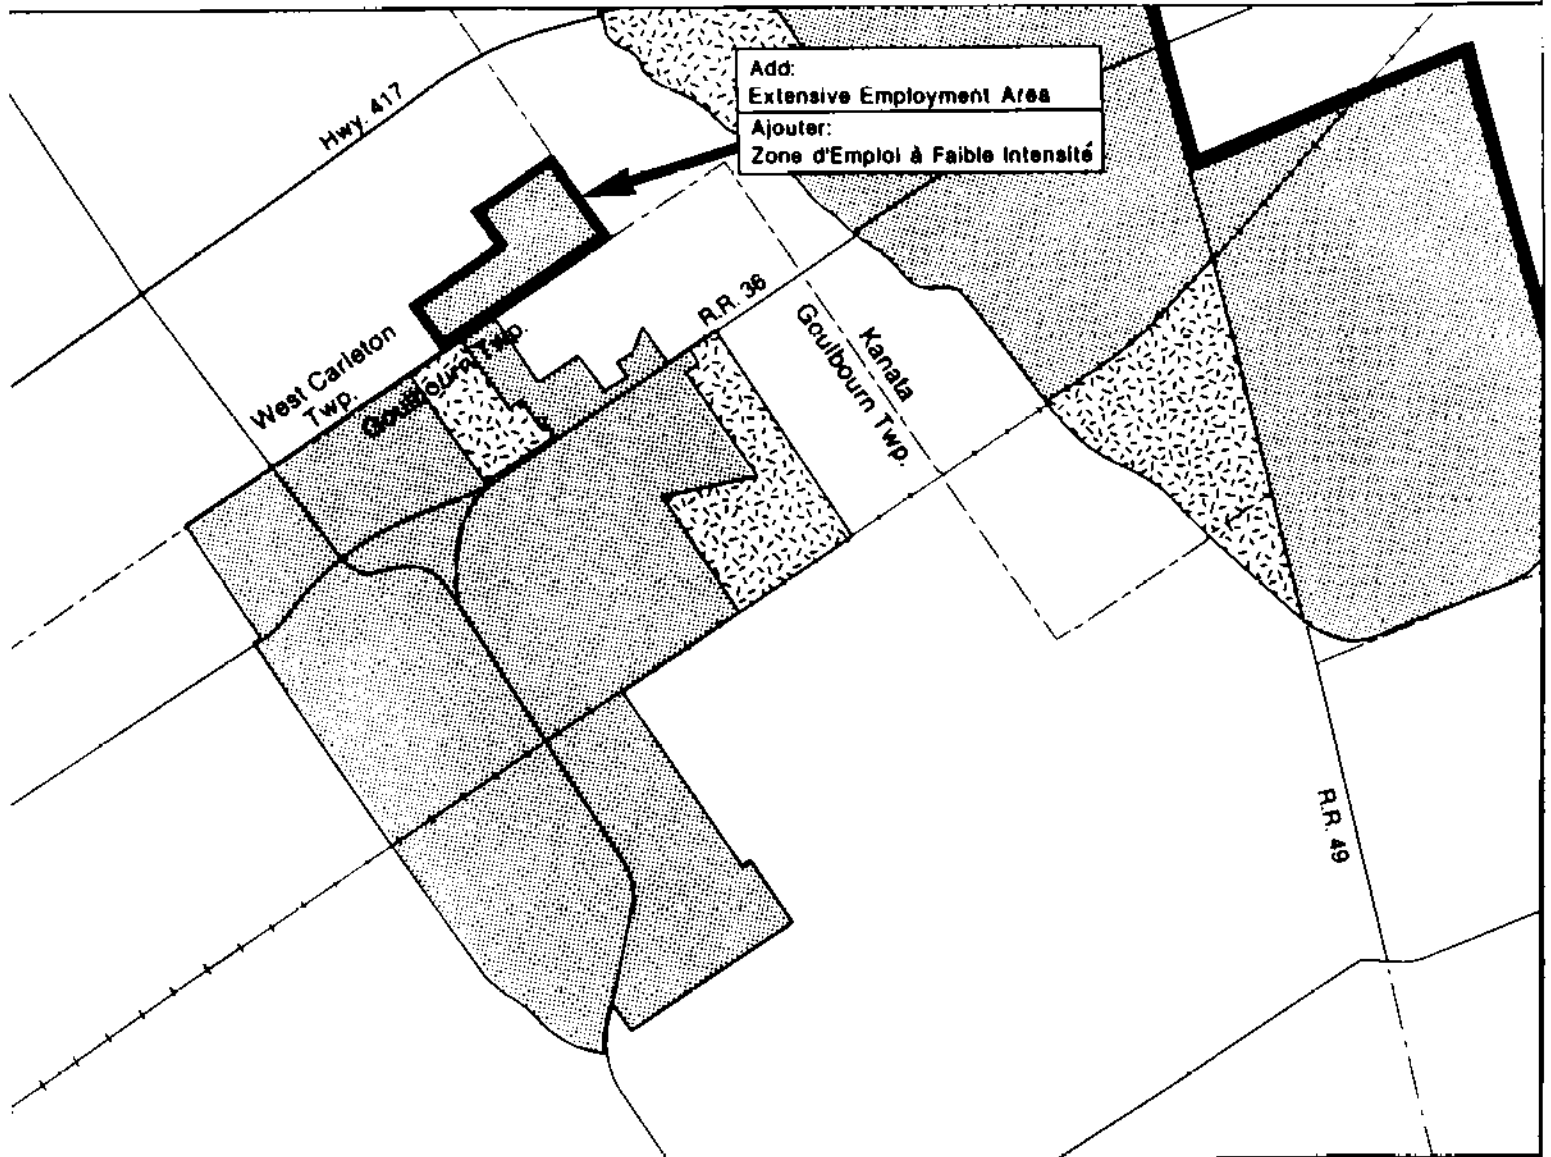 Add:
Extensive Employment Area
Ajouter:
Zone d'Emploi à Faible Intensité
Hwy. 417
R.R. 36
West Carleton
Twp.
Goulbourn Twp.
Kanata
Goulbourn Twp.
R.R. 49